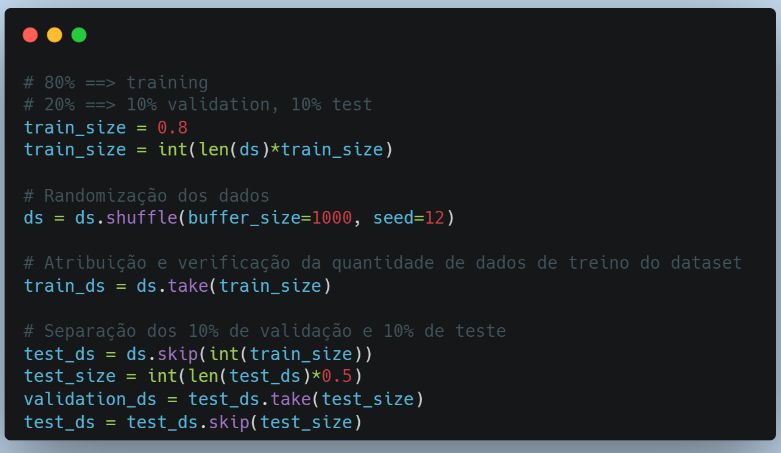 # 80% ==> training
# 20% ==> 10% validation, 10% test
train_size = 0.8
train_size = int(len(ds)*train_size)
# Randomização dos dados
ds = ds.shuffle(buffer_size=1000, seed=12)
# Atribuição e verificação da quantidade de dados de treino do dataset
train_ds = ds.take(train_size)
# Separação dos 10% de validação e 10% de teste
test_ds = ds.skip(int(train_size))
test_size = int(len(test_ds)*0.5)
validation_ds = test_ds.take(test_size)
test_ds = test_ds.skip(test_size)